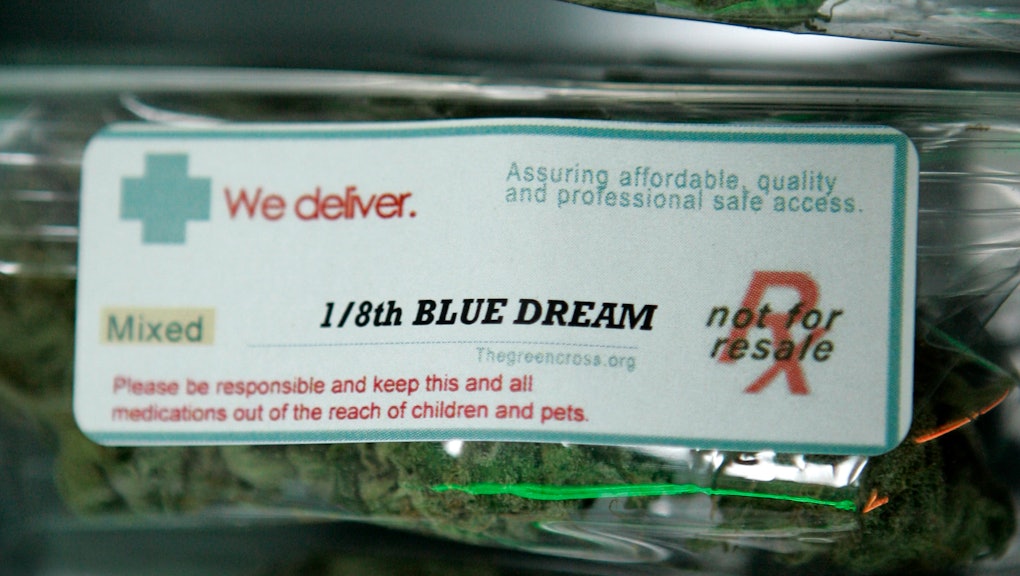 We deliver.
Assuring affordable, quality
and professional safe access.
Mixed
1/8th BLUE DREAM
Thegreencross.org
Rx
not for
resale
Please be responsible and keep this and all
medications out of the reach of children and pets.